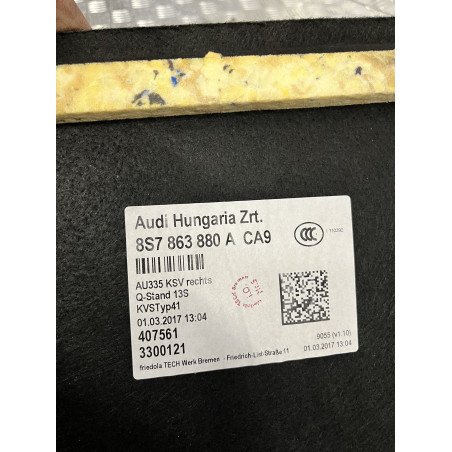 Audi Hungaria Zrt.
8S7 863 880 A CA9
AU335 KSV rechts
Q-Stand 13S
KVSTyp41
01.03.2017 13:04
407561
3300121
friedola TECH Werk Bremen - Friedrich-List-Straße 11
CCC
9055 (v1.10)
01.03.2017 13:04